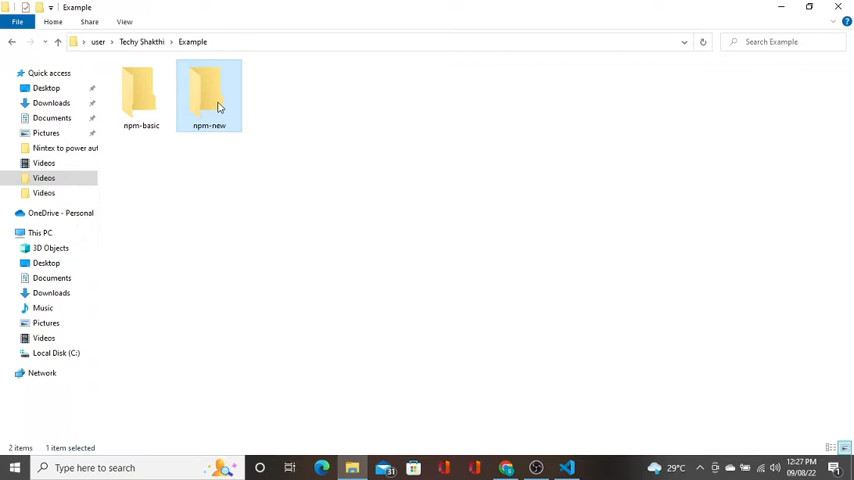 Example
File
Home
Share
View
user
Techy Shakthi
Example
Search Example
Quick access
Desktop
Downloads
Documents
Pictures
Nintex to power aut
Videos
Videos
Videos
OneDrive - Personal
This PC
3D Objects
Desktop
Documents
Downloads
Music
Pictures
Videos
Local Disk (C:)
Network
npm-basic
npm-new
2 items
1 item selected
Type here to search
31
29°C
12:27 PM
09/08/22
1